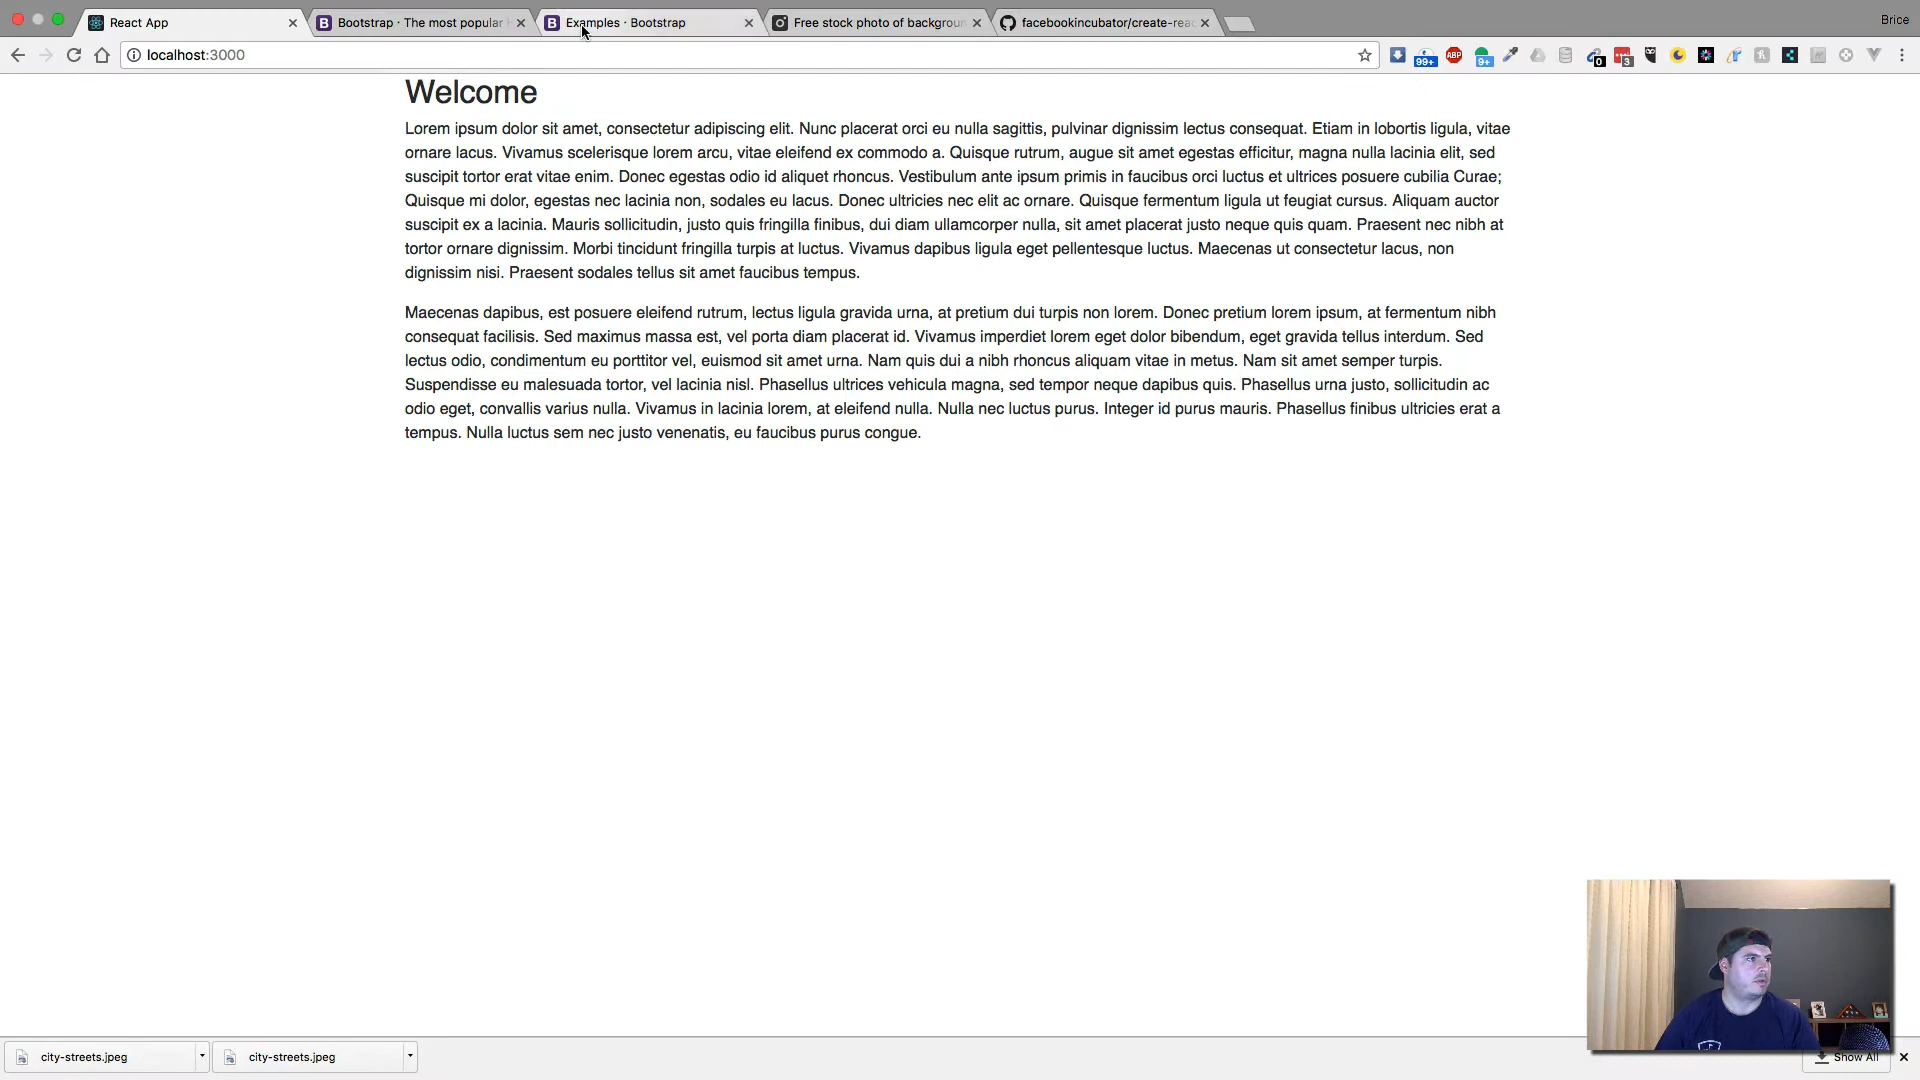 React App
Bootstrap · The most popular
Examples · Bootstrap
Free stock photo of backgroun
facebookincubator/create-rea
Brice
localhost:3000
99+
ABP
9+
0
3
Welcome
Lorem ipsum dolor sit amet, consectetur adipiscing elit. Nunc placerat orci eu nulla sagittis, pulvinar dignissim lectus consequat. Etiam in lobortis ligula, vitae
ornare lacus. Vivamus scelerisque lorem arcu, vitae eleifend ex commodo a. Quisque rutrum, augue sit amet egestas efficitur, magna nulla lacinia elit, sed
suscipit tortor erat vitae enim. Donec egestas odio id aliquet rhoncus. Vestibulum ante ipsum primis in faucibus orci luctus et ultrices posuere cubilia Curae;
Quisque mi dolor, egestas nec lacinia non, sodales eu lacus. Donec ultricies nec elit ac ornare. Quisque fermentum ligula ut feugiat cursus. Aliquam auctor
suscipit ex a lacinia. Mauris sollicitudin, justo quis fringilla finibus, dui diam ullamcorper nulla, sit amet placerat justo neque quis quam. Praesent nec nibh at
tortor ornare dignissim. Morbi tincidunt fringilla turpis at luctus. Vivamus dapibus ligula eget pellentesque luctus. Maecenas ut consectetur lacus, non
dignissim nisi. Praesent sodales tellus sit amet faucibus tempus.
Maecenas dapibus, est posuere eleifend rutrum, lectus ligula gravida urna, at pretium dui turpis non lorem. Donec pretium lorem ipsum, at fermentum nibh
consequat facilisis. Sed maximus massa est, vel porta diam placerat id. Vivamus imperdiet lorem eget dolor bibendum, eget gravida tellus interdum. Sed
lectus odio, condimentum eu porttitor vel, euismod sit amet urna. Nam quis dui a nibh rhoncus aliquam vitae in metus. Nam sit amet semper turpis.
Suspendisse eu malesuada tortor, vel lacinia nisl. Phasellus ultrices vehicula magna, sed tempor neque dapibus quis. Phasellus urna justo, sollicitudin ac
odio eget, convallis varius nulla. Vivamus in lacinia lorem, at eleifend nulla. Nulla nec luctus purus. Integer id purus mauris. Phasellus finibus ultricies erat a
tempus. Nulla luctus sem nec justo venenatis, eu faucibus purus congue.
city-streets.jpeg
city-streets.jpeg
Show All